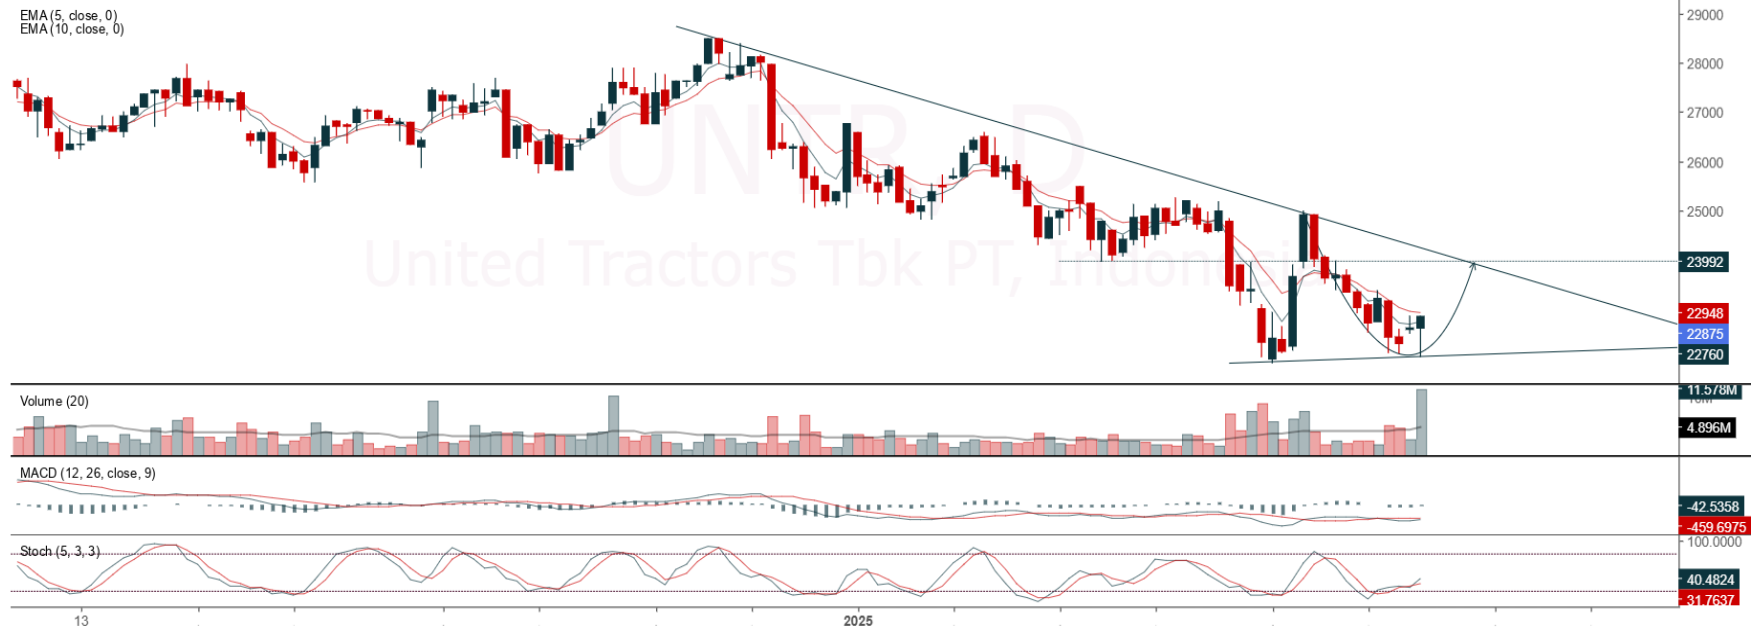 EMA (5, close, 0)
EMA (10, close, 0)
29000
28000
27000
26000
25000
23992
22948
22875
22760
UNTR, D
United Tractors Tbk PT, Indonesia
Volume (20)
11.578M
10M
4.896M
MACD (12, 26, close, 9)
-42.5358
-459.6975
Stoch (5, 3, 3)
100.0000
40.4824
31.7637
13
2025